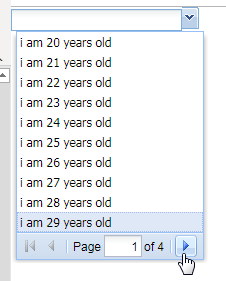 i am 20 years old
i am 21 years old
i am 22 years old
i am 23 years old
i am 24 years old
i am 25 years old
i am 26 years old
i am 27 years old
i am 28 years old
i am 29 years old
Page 1 of 4